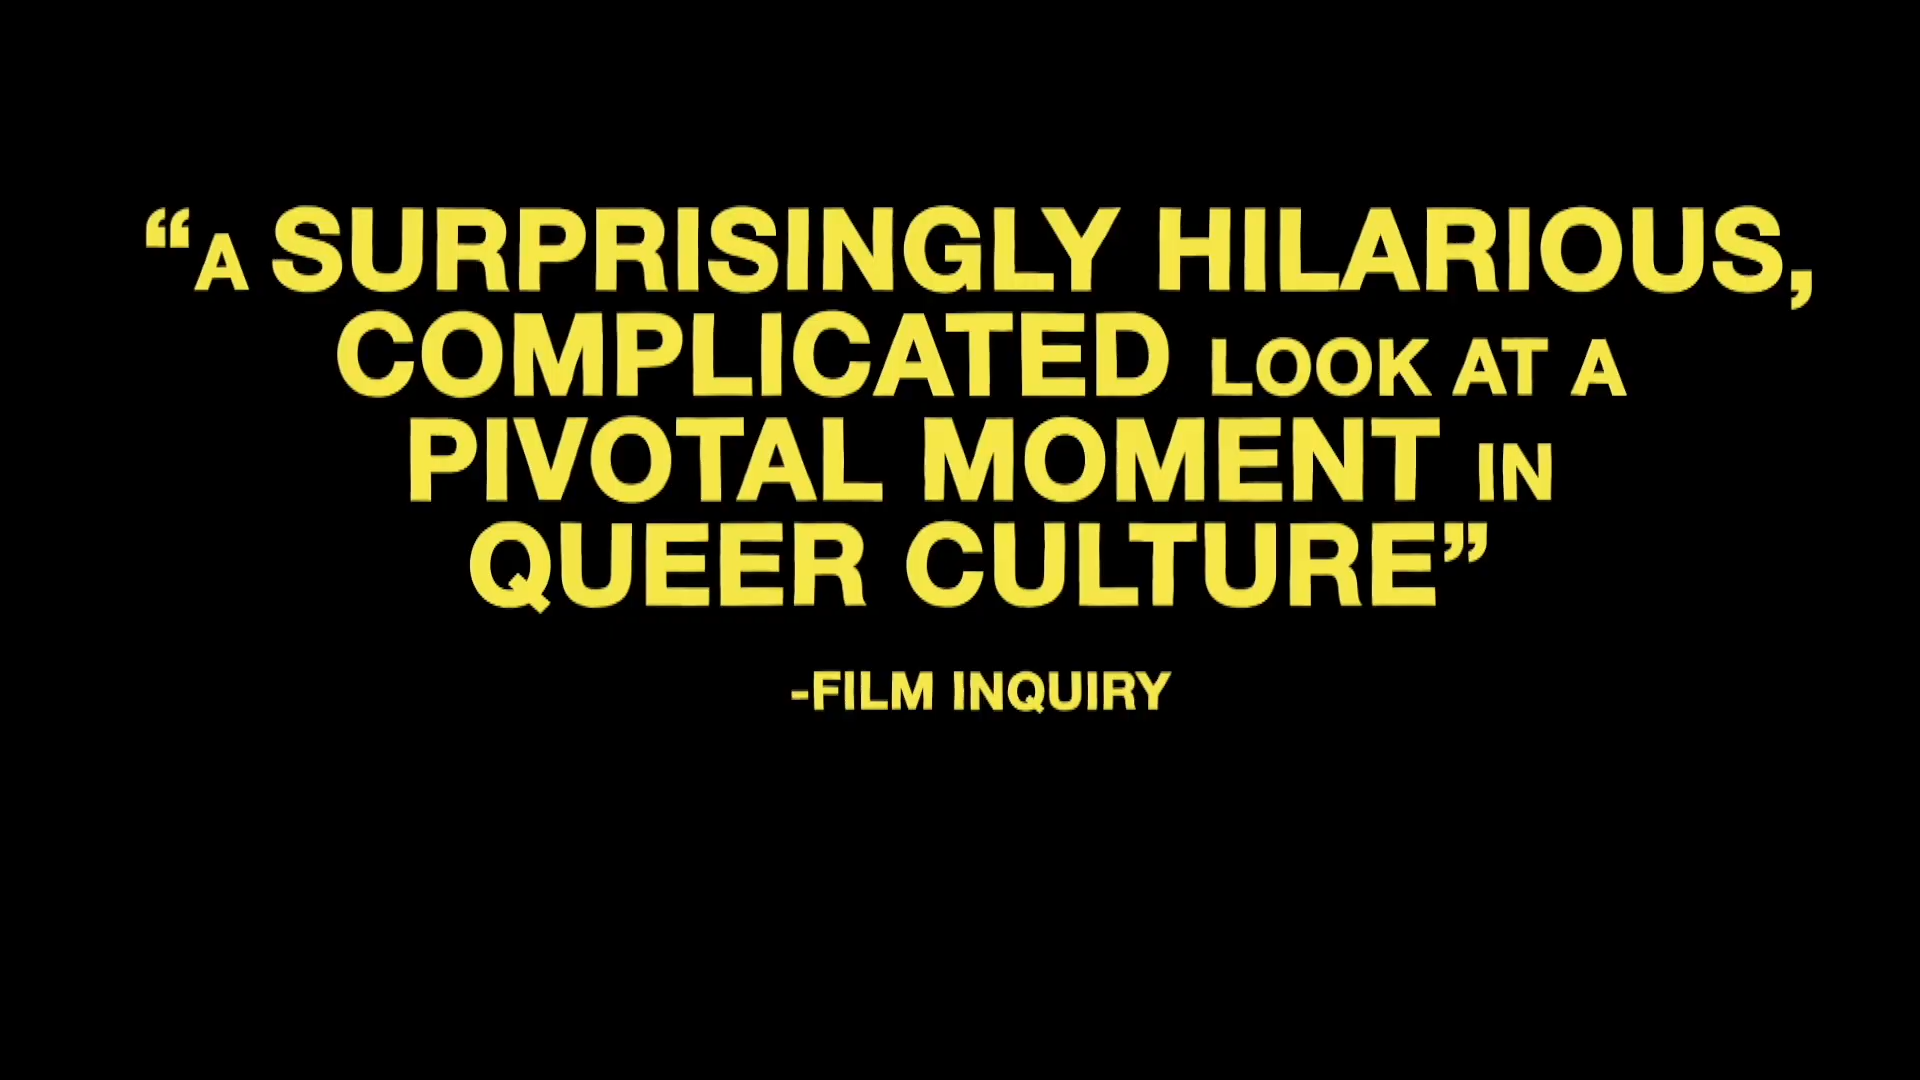 “A SURPRISINGLY HILARIOUS,
COMPLICATED LOOK AT A
PIVOTAL MOMENT IN
QUEER CULTURE”
-FILM INQUIRY